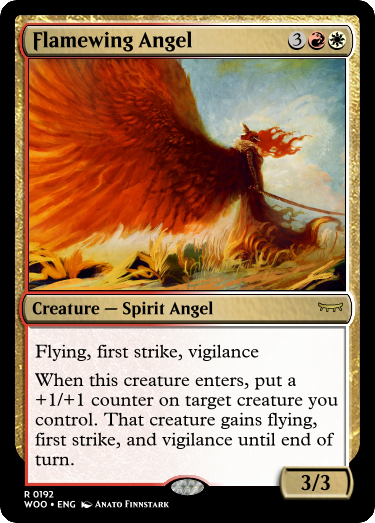 Flamewing Angel 3
Creature — Spirit Angel
Flying, first strike, vigilance
When this creature enters, put a
+1/+1 counter on target creature you
control. That creature gains flying,
first strike, and vigilance until end of
turn.
3/3
R 0192
WOO • ENG Anato Finnstark